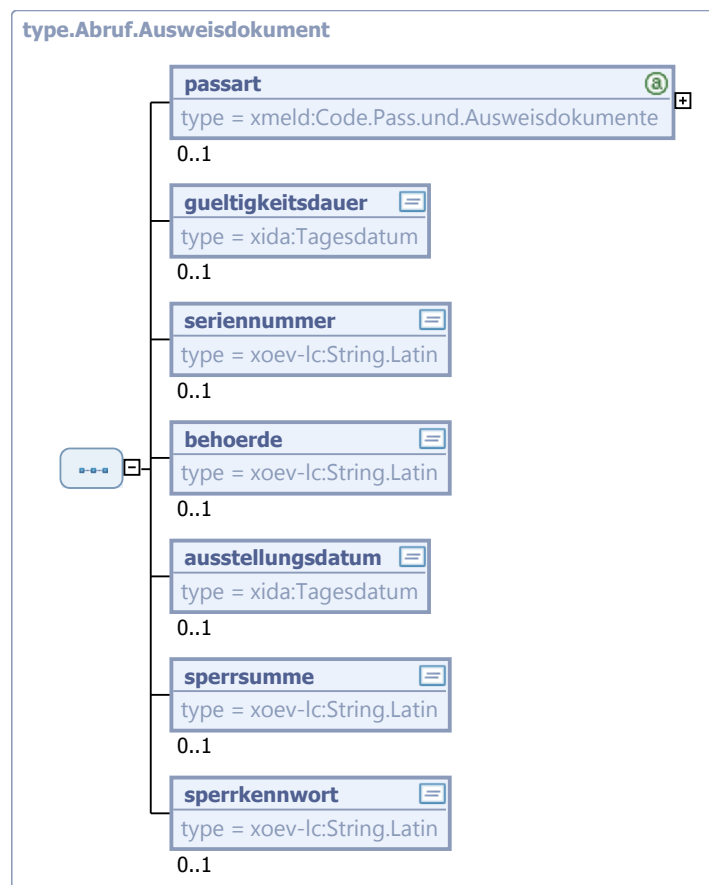 type.Abruf.Ausweisdokument
passart
type = xmeld:Code.Pass.und.Ausweisdokumente
0..1
gueltigkeitsdauer
type = xida:Tagesdatum
0..1
seriennummer
type = xoev-lc:String.Latin
0..1
behoerde
type = xoev-lc:String.Latin
0..1
ausstellungsdatum
type = xida:Tagesdatum
0..1
sperrsumme
type = xoev-lc:String.Latin
0..1
sperrkennwort
type = xoev-lc:String.Latin
0..1